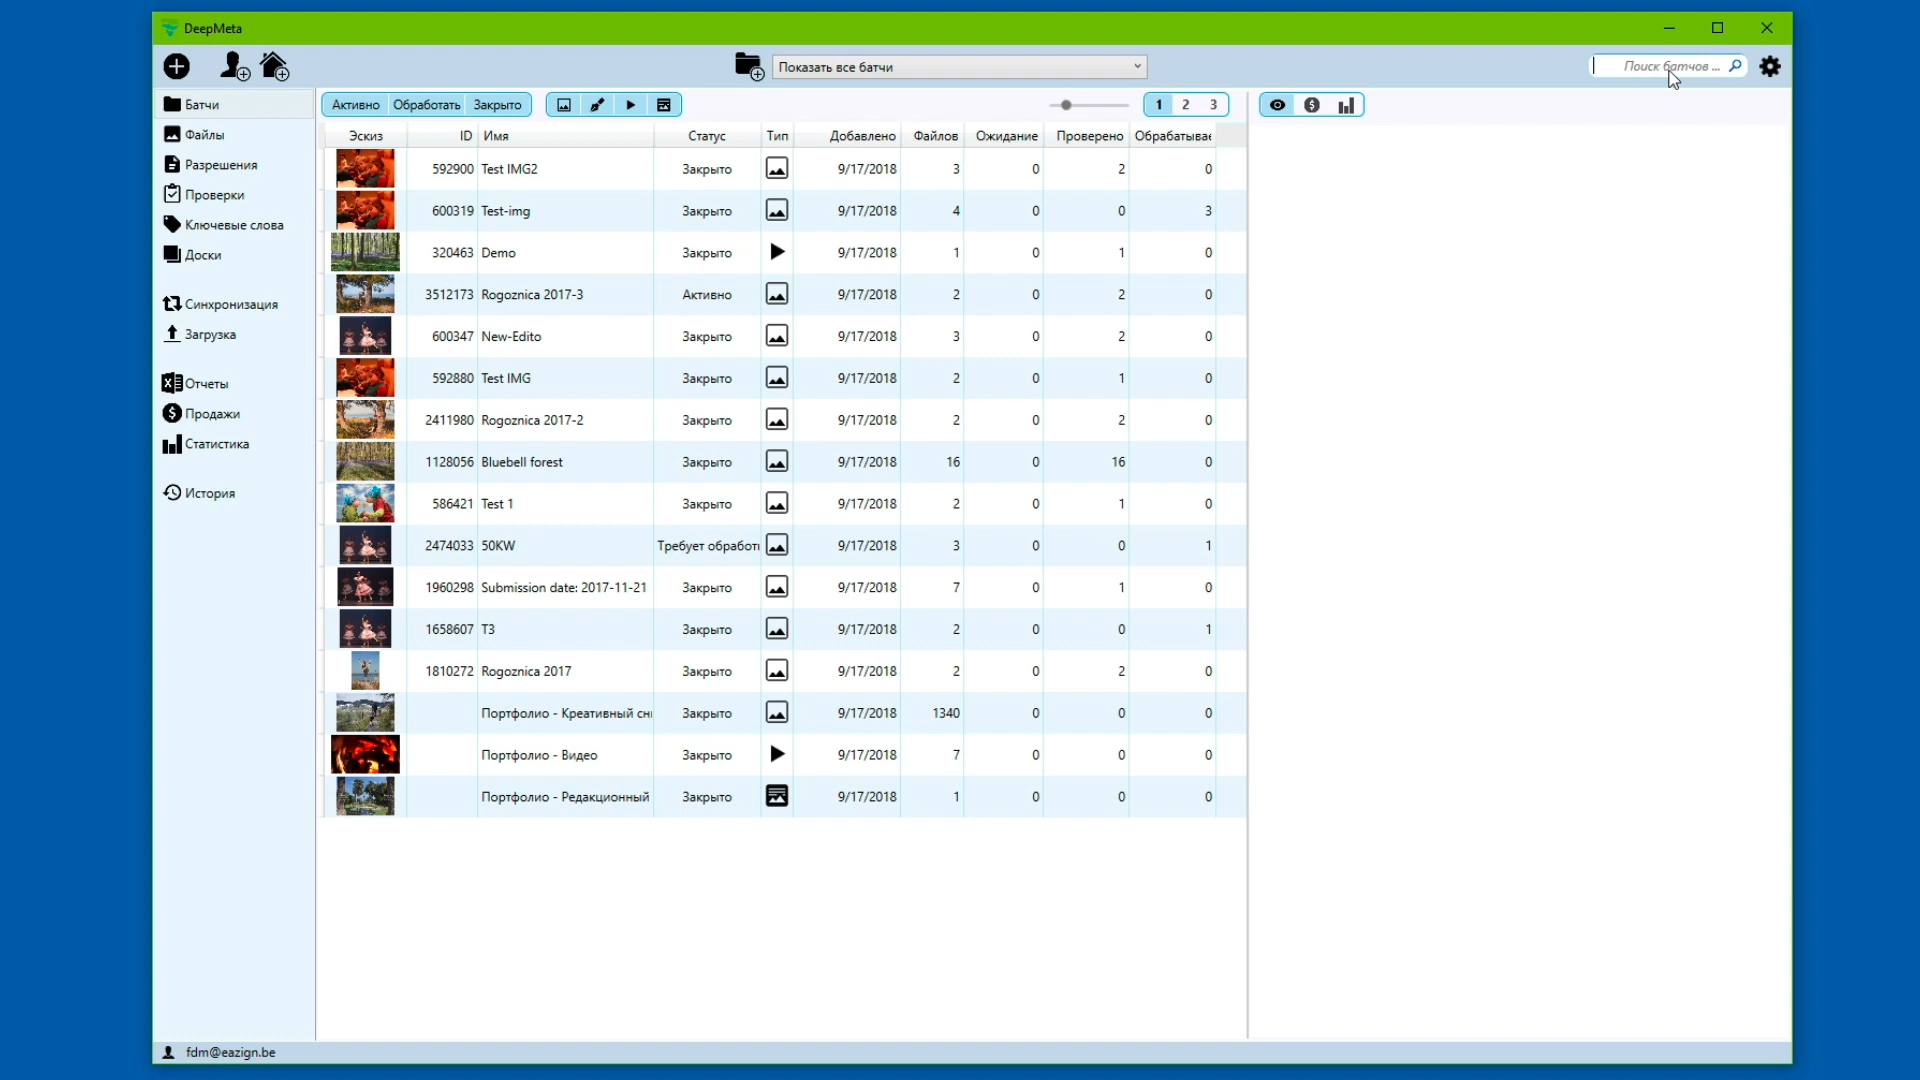 DeepMeta
Показать все батчи
Поиск батчов ...
Батчи
Файлы
Разрешения
Проверки
Ключевые слова
Доски
Синхронизация
Загрузка
Отчеты
Продажи
Статистика
История
Активно Обработать Закрыто
1 2 3
Эскиз ID Имя Статус Тип Добавлено Файлов Ожидание Проверено Обрабатывае
592900 Test IMG2 Закрыто 9/17/2018 3 0 2 0
600319 Test-img Закрыто 9/17/2018 4 0 0 3
320463 Demo Закрыто 9/17/2018 1 0 1 0
3512173 Rogoznica 2017-3 Активно 9/17/2018 2 0 2 0
600347 New-Edito Закрыто 9/17/2018 3 0 2 0
592880 Test IMG Закрыто 9/17/2018 2 0 1 0
2411980 Rogoznica 2017-2 Закрыто 9/17/2018 2 0 2 0
1128056 Bluebell forest Закрыто 9/17/2018 16 0 16 0
586421 Test 1 Закрыто 9/17/2018 2 0 1 0
2474033 50KW Требует обработ 9/17/2018 3 0 0 1
1960298 Submission date: 2017-11-21 Закрыто 9/17/2018 7 0 1 0
1658607 T3 Закрыто 9/17/2018 2 0 0 1
1810272 Rogoznica 2017 Закрыто 9/17/2018 2 0 2 0
Портфолио - Креативный сн Закрыто 9/17/2018 1340 0 0 0
Портфолио - Видео Закрыто 9/17/2018 7 0 0 0
Портфолио - Редакционный Закрыто 9/17/2018 1 0 0 0
fdm@eazign.be